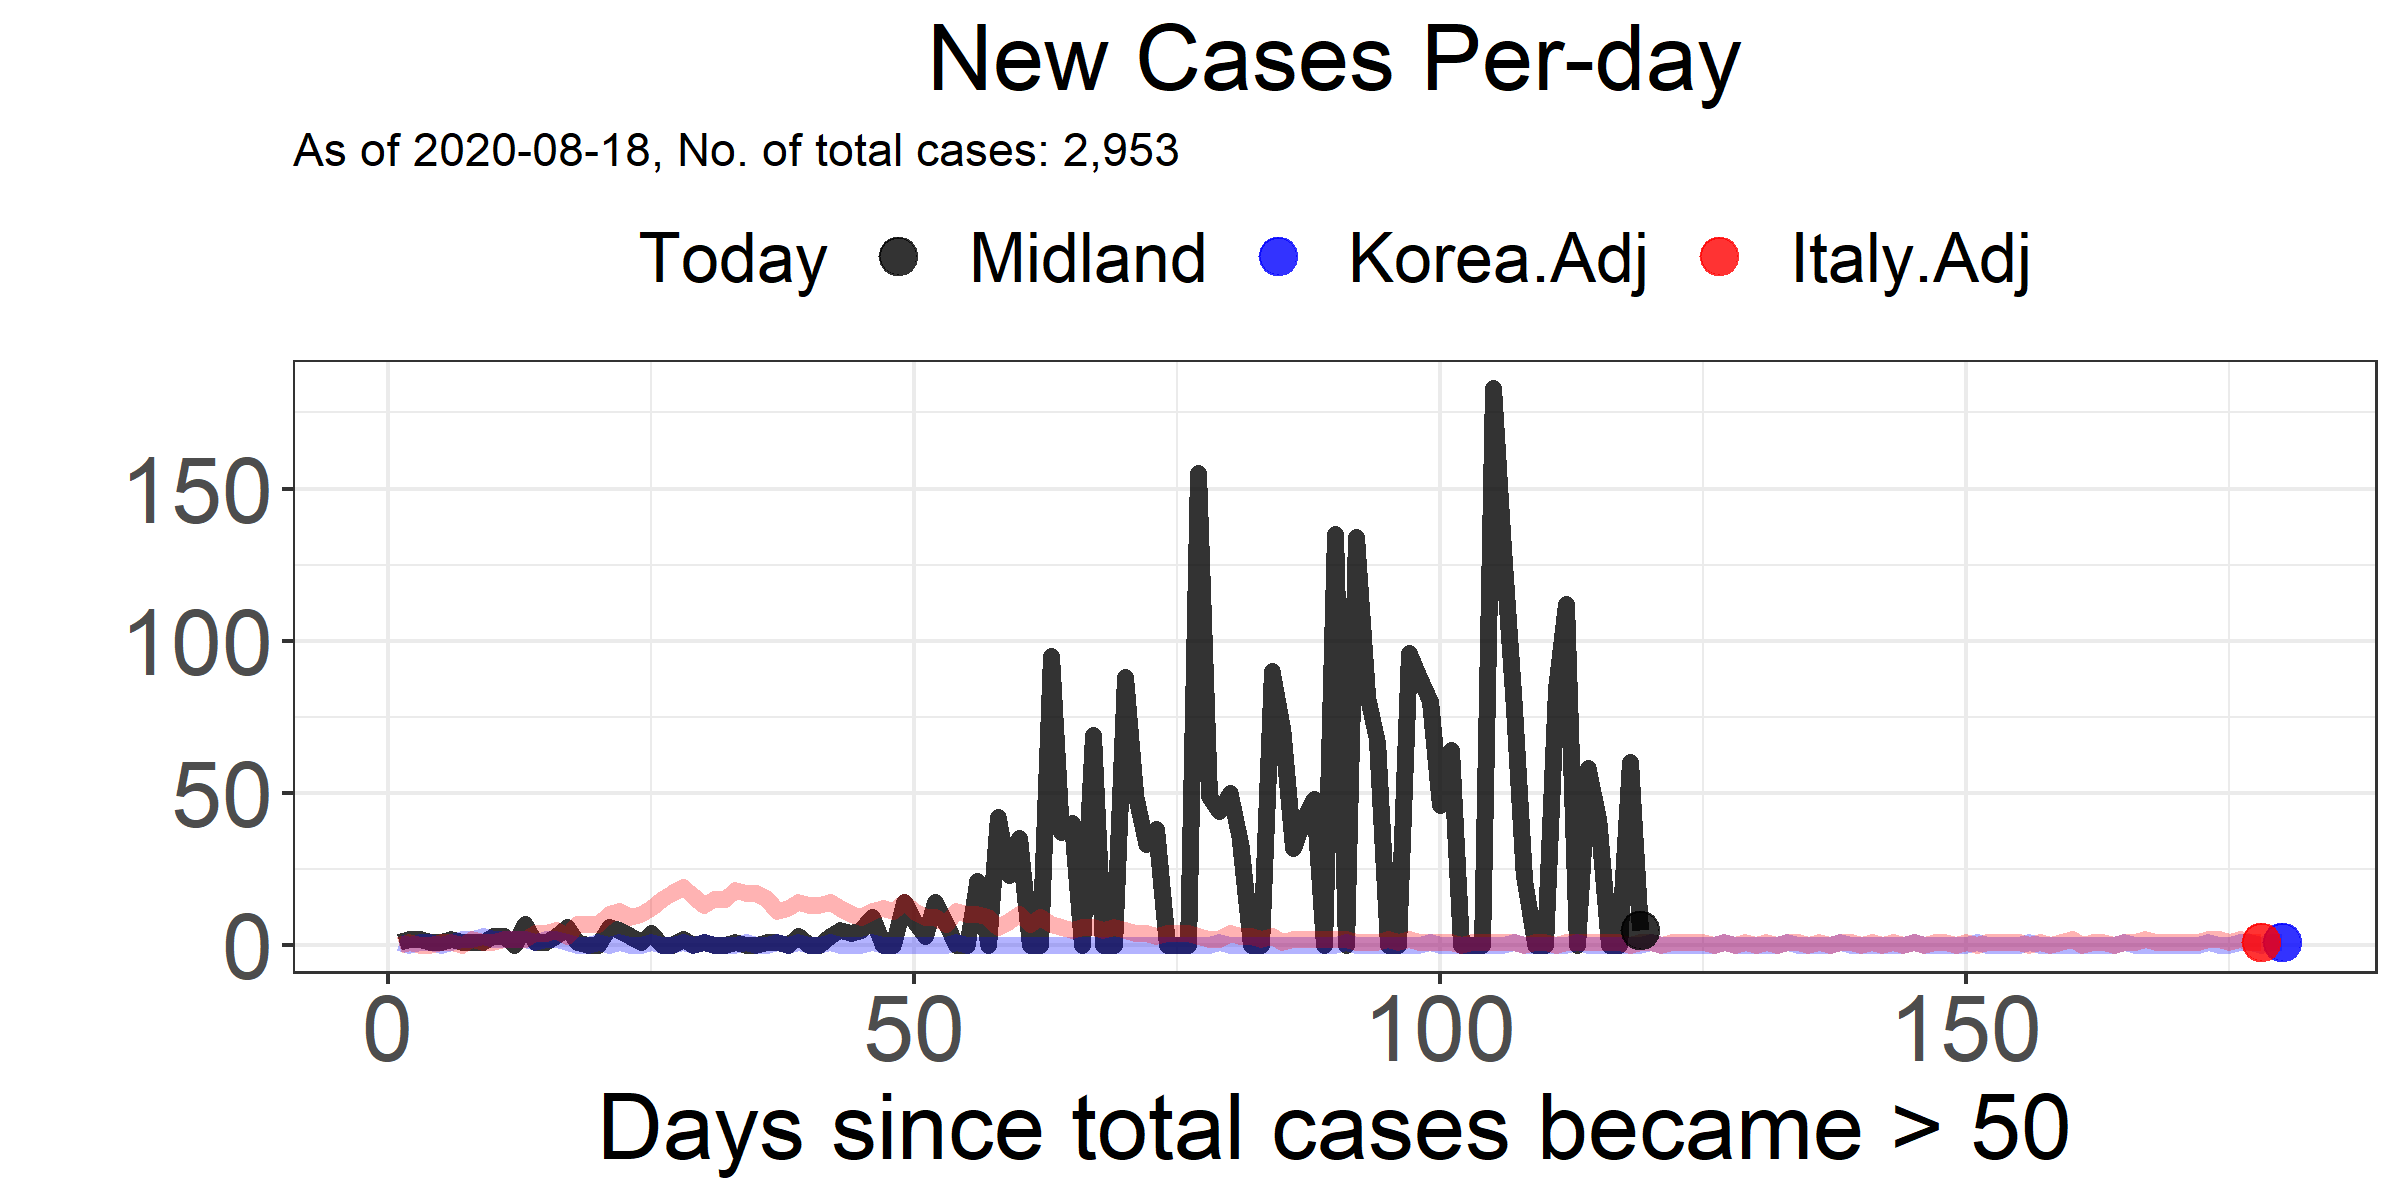 New Cases Per-day
As of 2020-08-18, No. of total cases: 2,953
Today Midland Korea.Adj Italy.Adj
150
100
50
0
0 50 100 150
Days since total cases became > 50